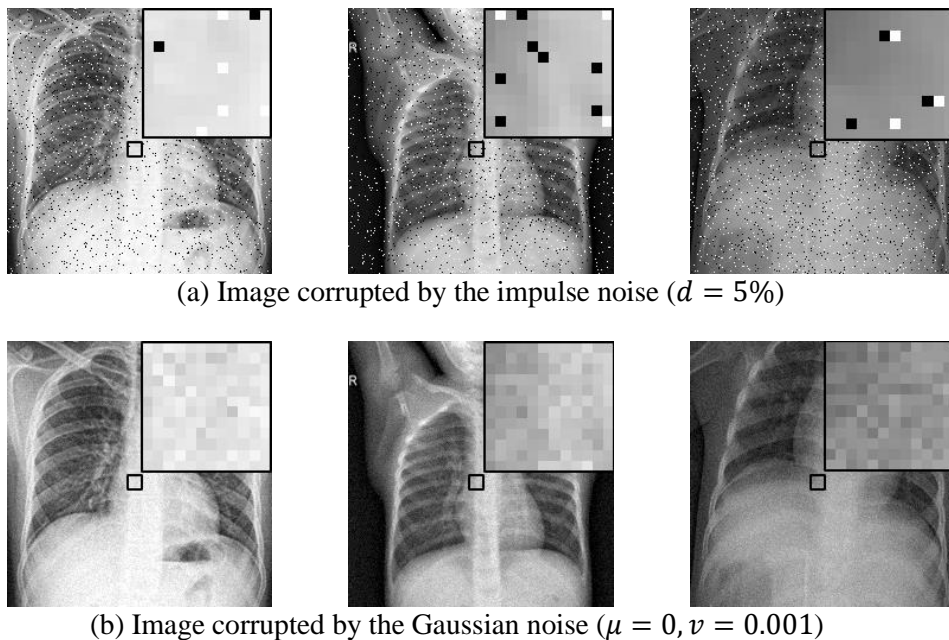 R
(a) Image corrupted by the impulse noise (𝑑 = 5%)
R
(b) Image corrupted by the Gaussian noise (𝜇 = 0, 𝑣 = 0.001)